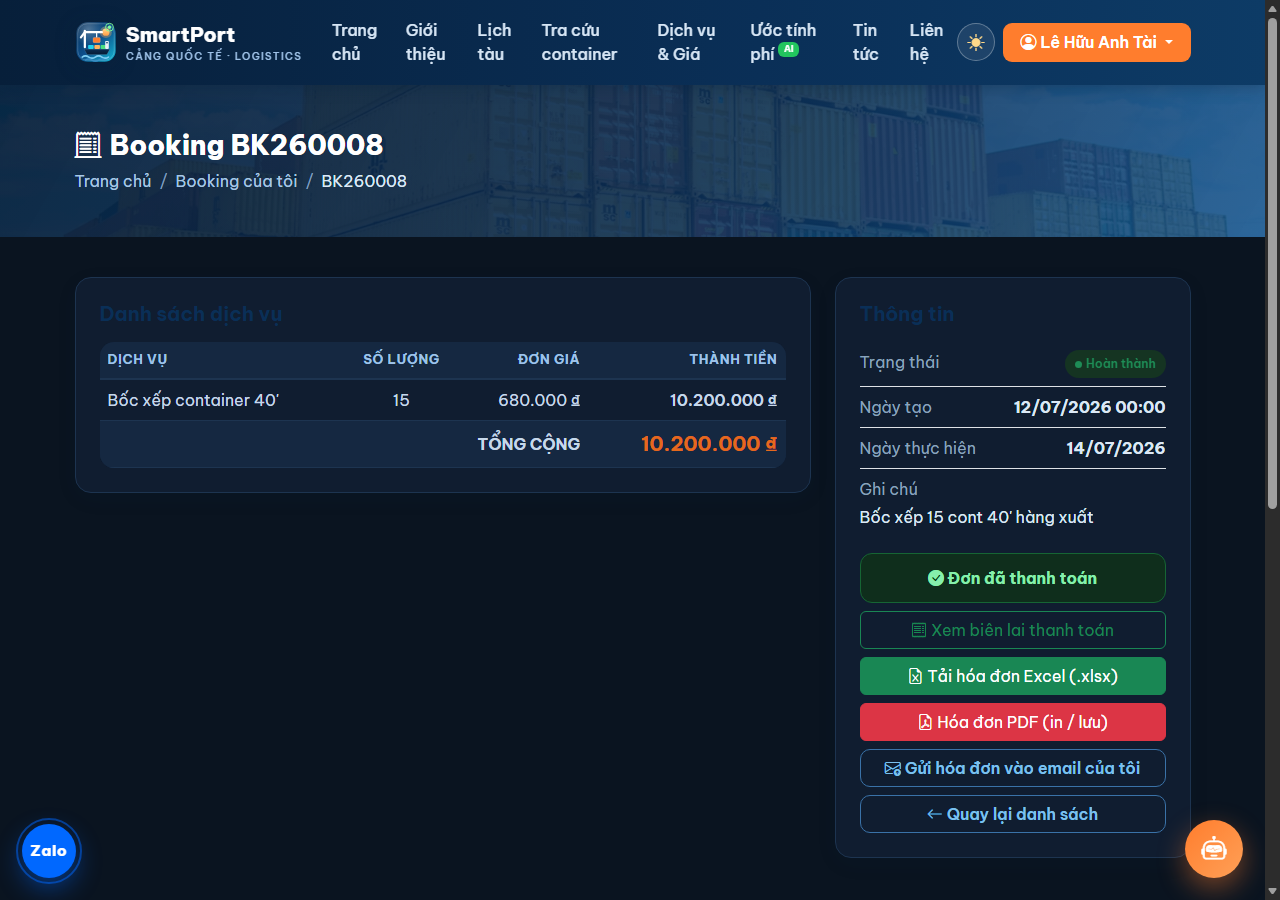 SmartPort
CẢNG QUỐC TẾ · LOGISTICS
Trang chủ
Giới thiệu
Lịch tàu
Tra cứu container
Dịch vụ & Giá
Ước tính phí AI
Tin tức
Liên hệ
Lê Hữu Anh Tài
Booking BK260008
Trang chủ / Booking của tôi / BK260008
Danh sách dịch vụ
DỊCH VỤ SỐ LƯỢNG ĐƠN GIÁ THÀNH TIỀN
Bốc xếp container 40' 15 680.000 ₫ 10.200.000 ₫
TỔNG CỘNG 10.200.000 ₫
Thông tin
Trạng thái Hoàn thành
Ngày tạo 12/07/2026 00:00
Ngày thực hiện 14/07/2026
Ghi chú
Bốc xếp 15 cont 40' hàng xuất
Đơn đã thanh toán
Xem biên lai thanh toán
Tải hóa đơn Excel (.xlsx)
Hóa đơn PDF (in / lưu)
Gửi hóa đơn vào email của tôi
← Quay lại danh sách
Zalo